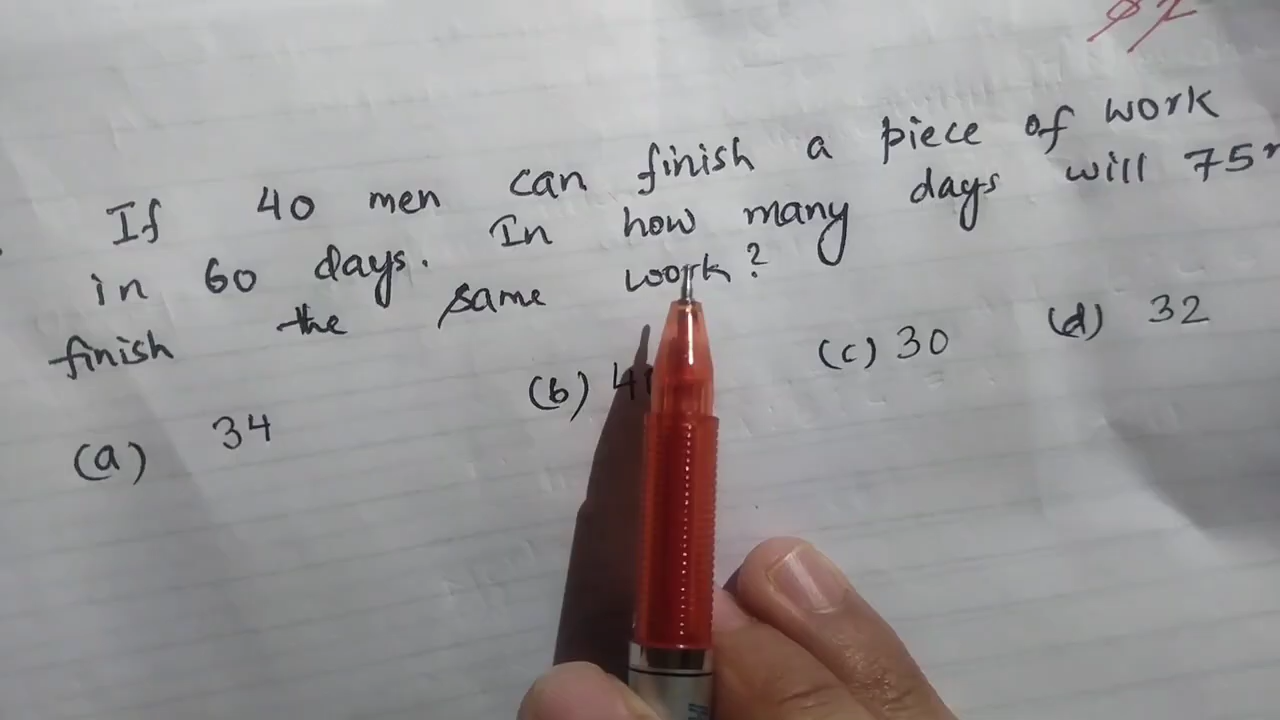 If 40 men can finish a piece of work
in 60 days. In how many days will 75
finish the same work?
(a) 34 (b) (c) 30 (d) 32